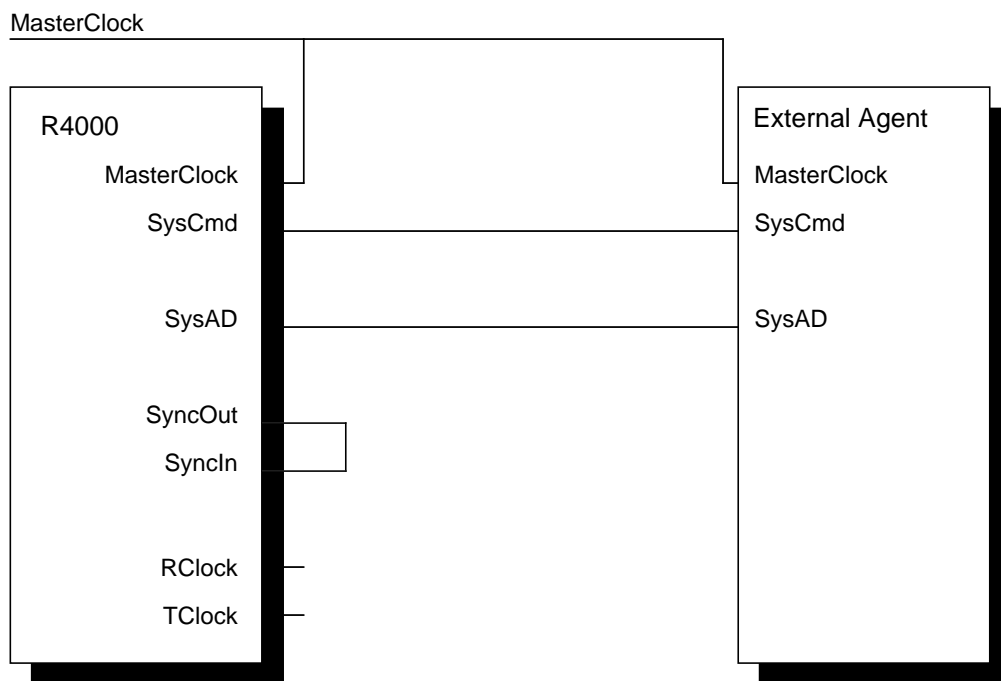 MasterClock
R4000
MasterClock
SysCmd
SysAD
SyncOut
SyncIn
RClock
TClock
External Agent
MasterClock
SysCmd
SysAD